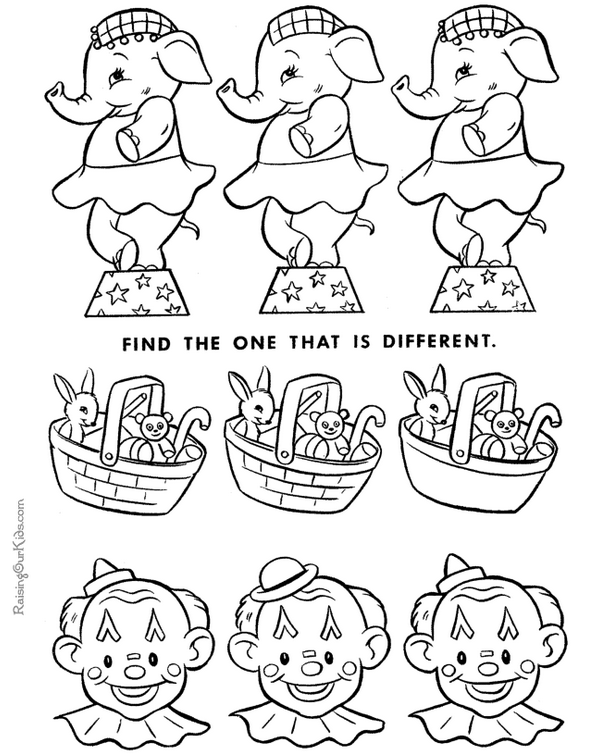 FIND THE ONE THAT IS DIFFERENT.
RaisingOurKids.com